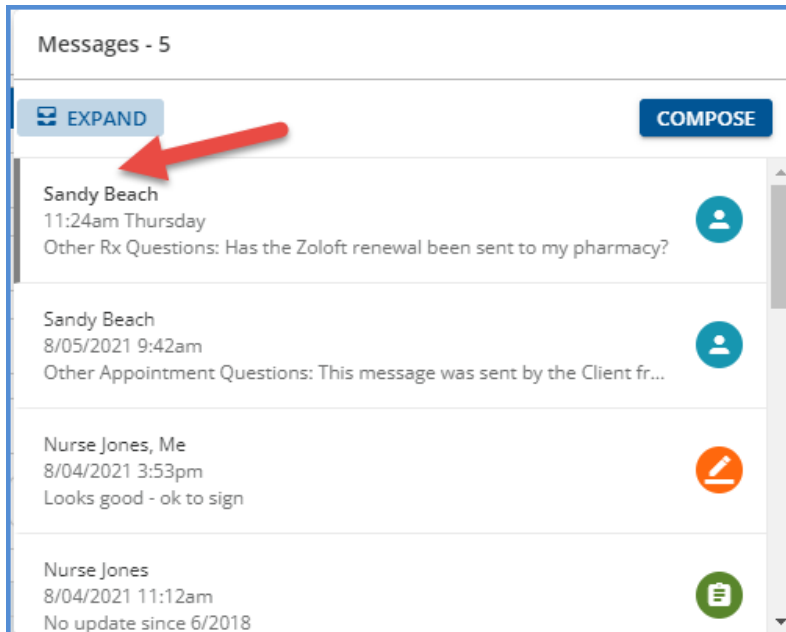 Messages - 5
EXPAND
COMPOSE
Sandy Beach
11:24am Thursday
Other Rx Questions: Has the Zoloft renewal been sent to my pharmacy?
Sandy Beach
8/05/2021 9:42am
Other Appointment Questions: This message was sent by the Client fr...
Nurse Jones, Me
8/04/2021 3:53pm
Looks good - ok to sign
Nurse Jones
8/04/2021 11:12am
No update since 6/2018